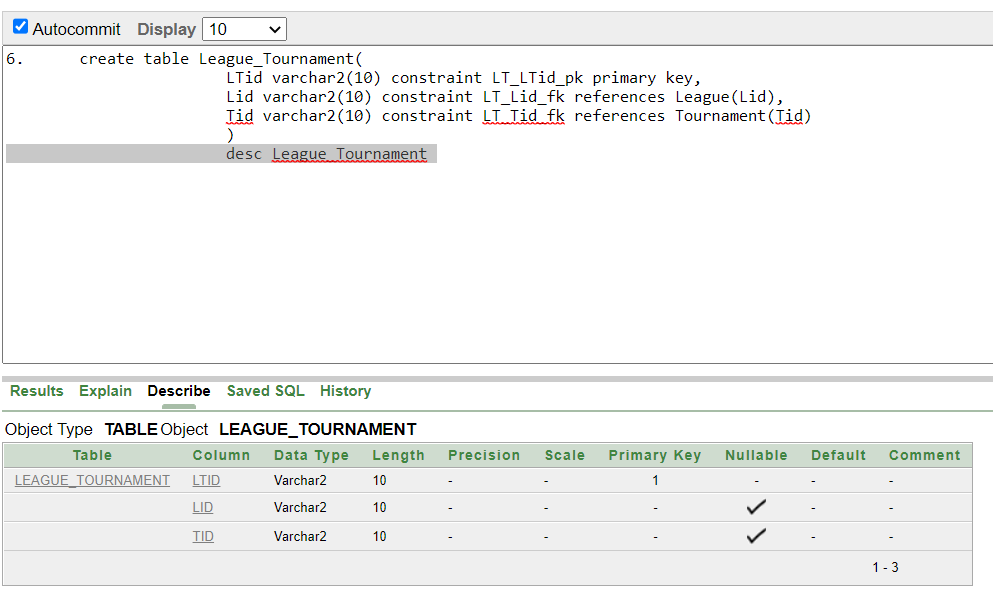 Autocommit Display 10
6. create table League_Tournament(
LTid varchar2(10) constraint LT_LTid_pk primary key,
Lid varchar2(10) constraint LT_Lid_fk references League(Lid),
Tid varchar2(10) constraint LT_Tid_fk references Tournament(Tid)
)
desc League_Tournament
Results Explain Describe Saved SQL History
Object Type TABLE Object LEAGUE_TOURNAMENT
Table Column Data Type Length Precision Scale Primary Key Nullable Default Comment
LEAGUE_TOURNAMENT LTID Varchar2 10 - - 1 - - -
LID Varchar2 10 - - - ✓ - -
TID Varchar2 10 - - - ✓ - -
1 - 3